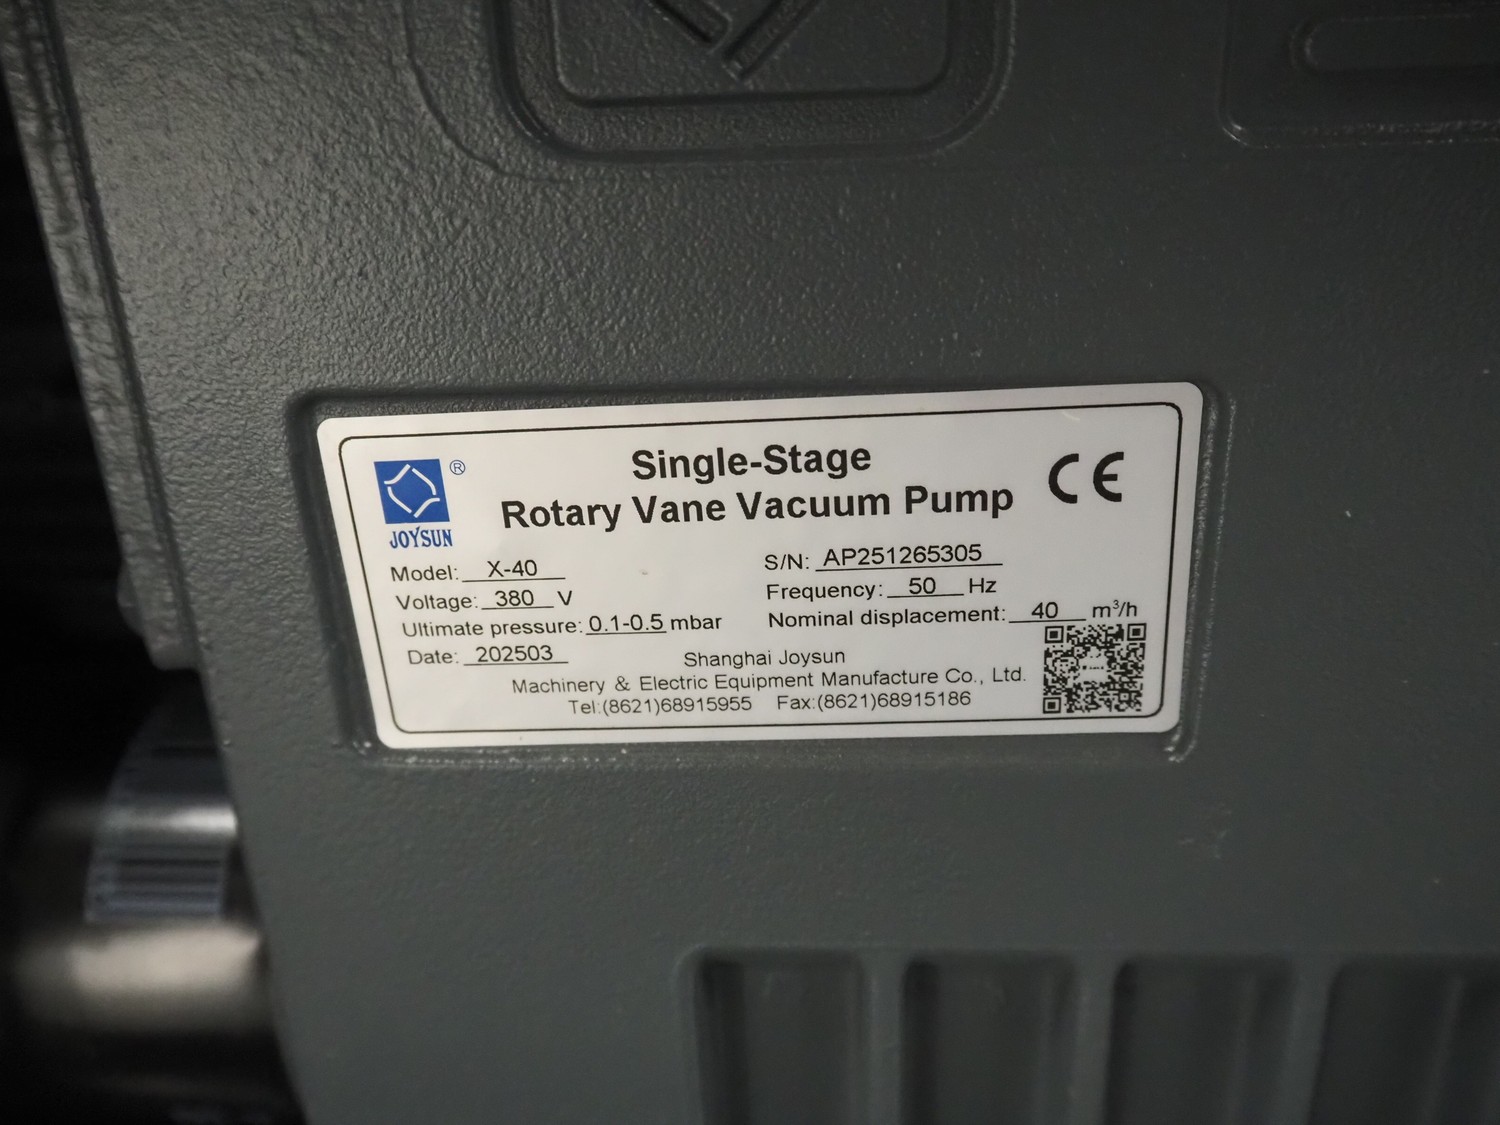 Single-Stage
Rotary Vane Vacuum Pump
CE
®
JOYSUN
Model: X-40
S/N: AP251265305
Voltage: 380 V
Frequency: 50 Hz
Ultimate pressure: 0.1-0.5 mbar
Nominal displacement: 40 m³/h
Date: 202503
Shanghai Joysun
Machinery & Electric Equipment Manufacture Co., Ltd.
Tel:(8621)68915955 Fax:(8621)68915186